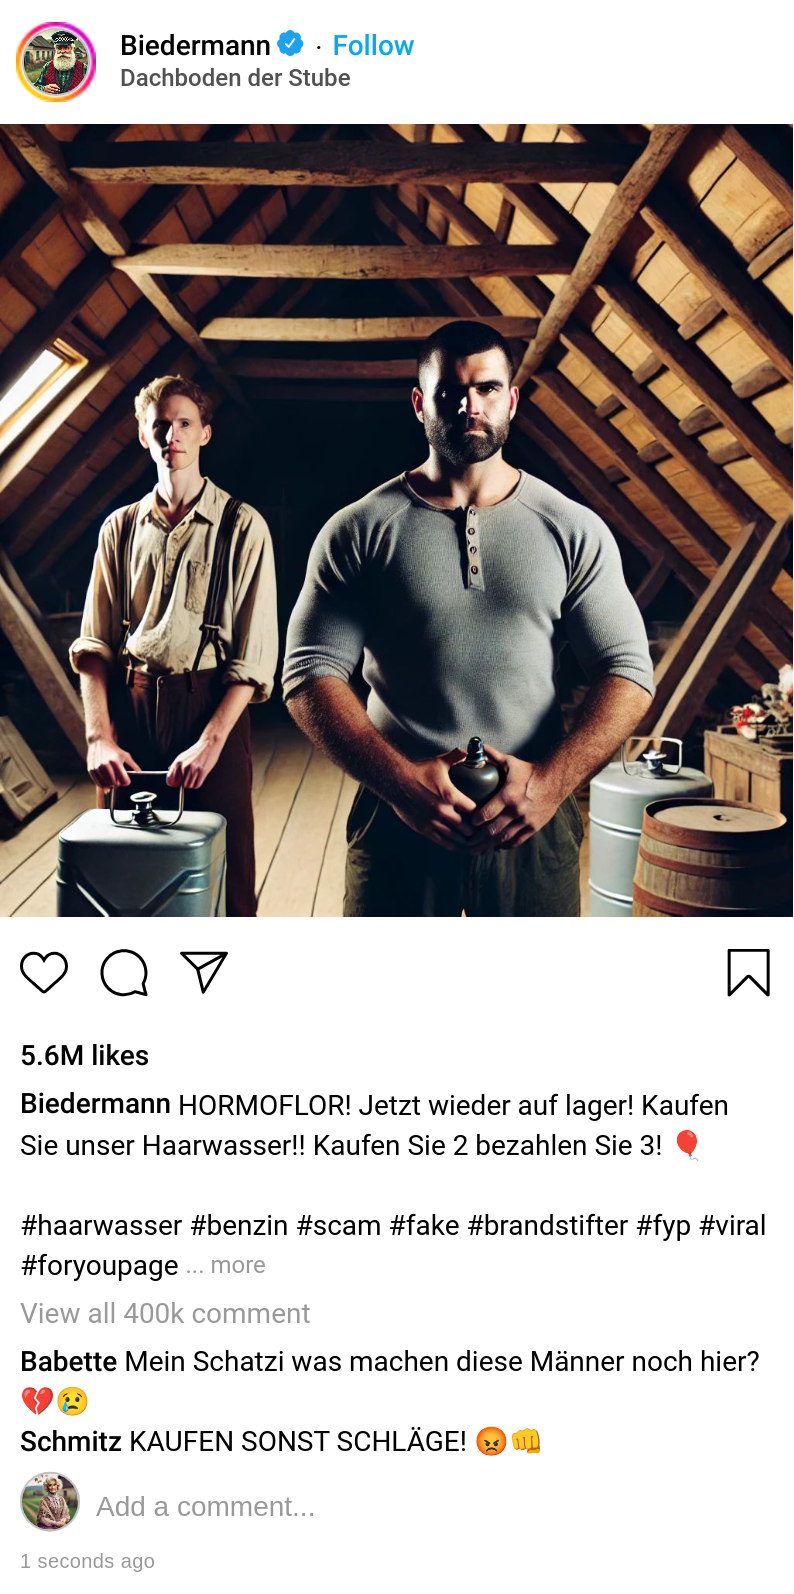 Biedermann · Follow
Dachboden der Stube
5.6M likes
Biedermann HORMOFLOR! Jetzt wieder auf lager! Kaufen
Sie unser Haarwasser!! Kaufen Sie 2 bezahlen Sie 3! 🎈
#haarwasser #benzin #scam #fake #brandstifter #fyp #viral
#foryoupage ... more
View all 400k comment
Babette Mein Schatzi was machen diese Männer noch hier?
💔😢
Schmitz KAUFEN SONST SCHLÄGE! 😡👊
Add a comment...
1 seconds ago